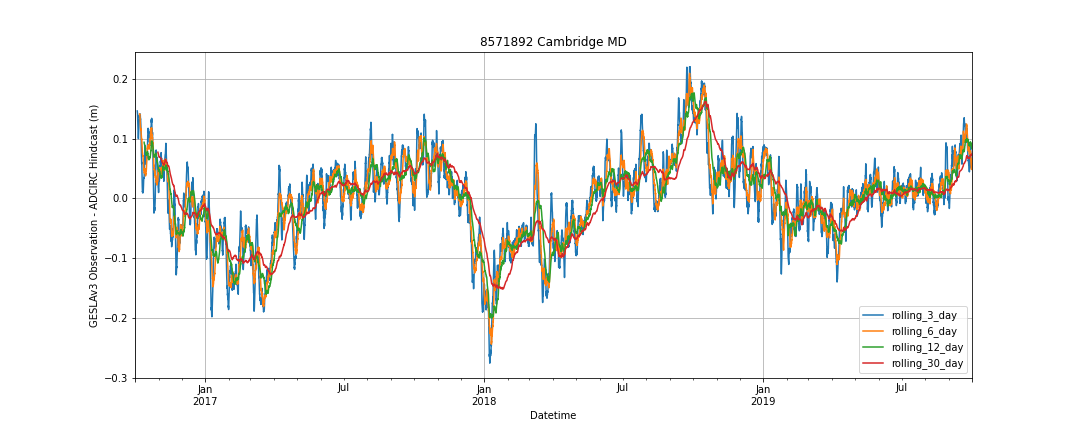 8571892 Cambridge MD
GESLAv3 Observation - ADCIRC Hindcast (m)
0.2
0.1
0.0
−0.1
−0.2
−0.3
Jan
2017
Jul
Jan
2018
Jul
Jan
2019
Jul
Datetime
rolling_3_day
rolling_6_day
rolling_12_day
rolling_30_day